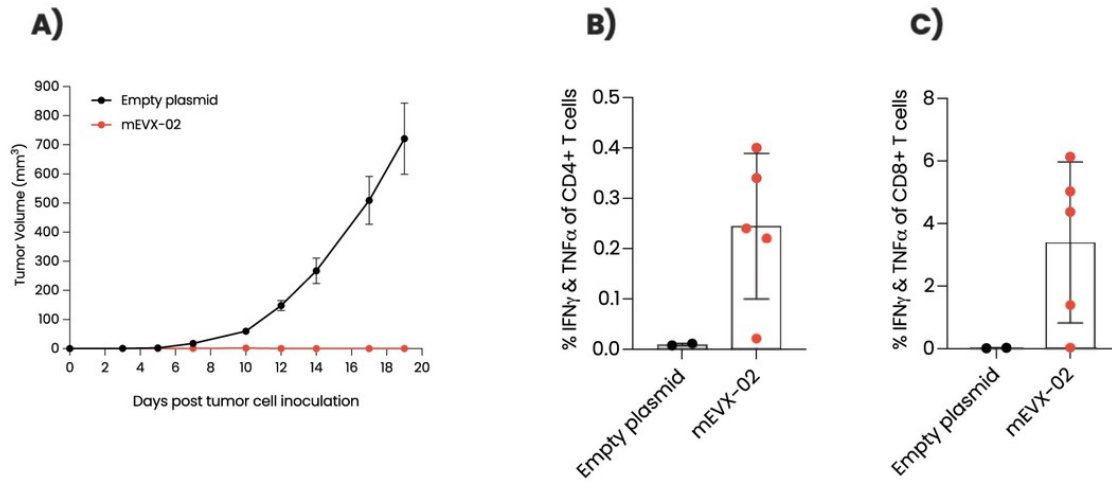 A)
B)
C)
Tumor Volume (mm³)
900
800
700
600
500
400
300
200
100
0
Empty plasmid
mEVX-02
0 2 4 6 8 10 12 14 16 18 20
Days post tumor cell inoculation
% IFNγ & TNFα of CD4+ T cells
0.5
0.4
0.3
0.2
0.1
0.0
Empty plasmid
mEVX-02
% IFNγ & TNFα of CD8+ T cells
8
6
4
2
0
Empty plasmid
mEVX-02